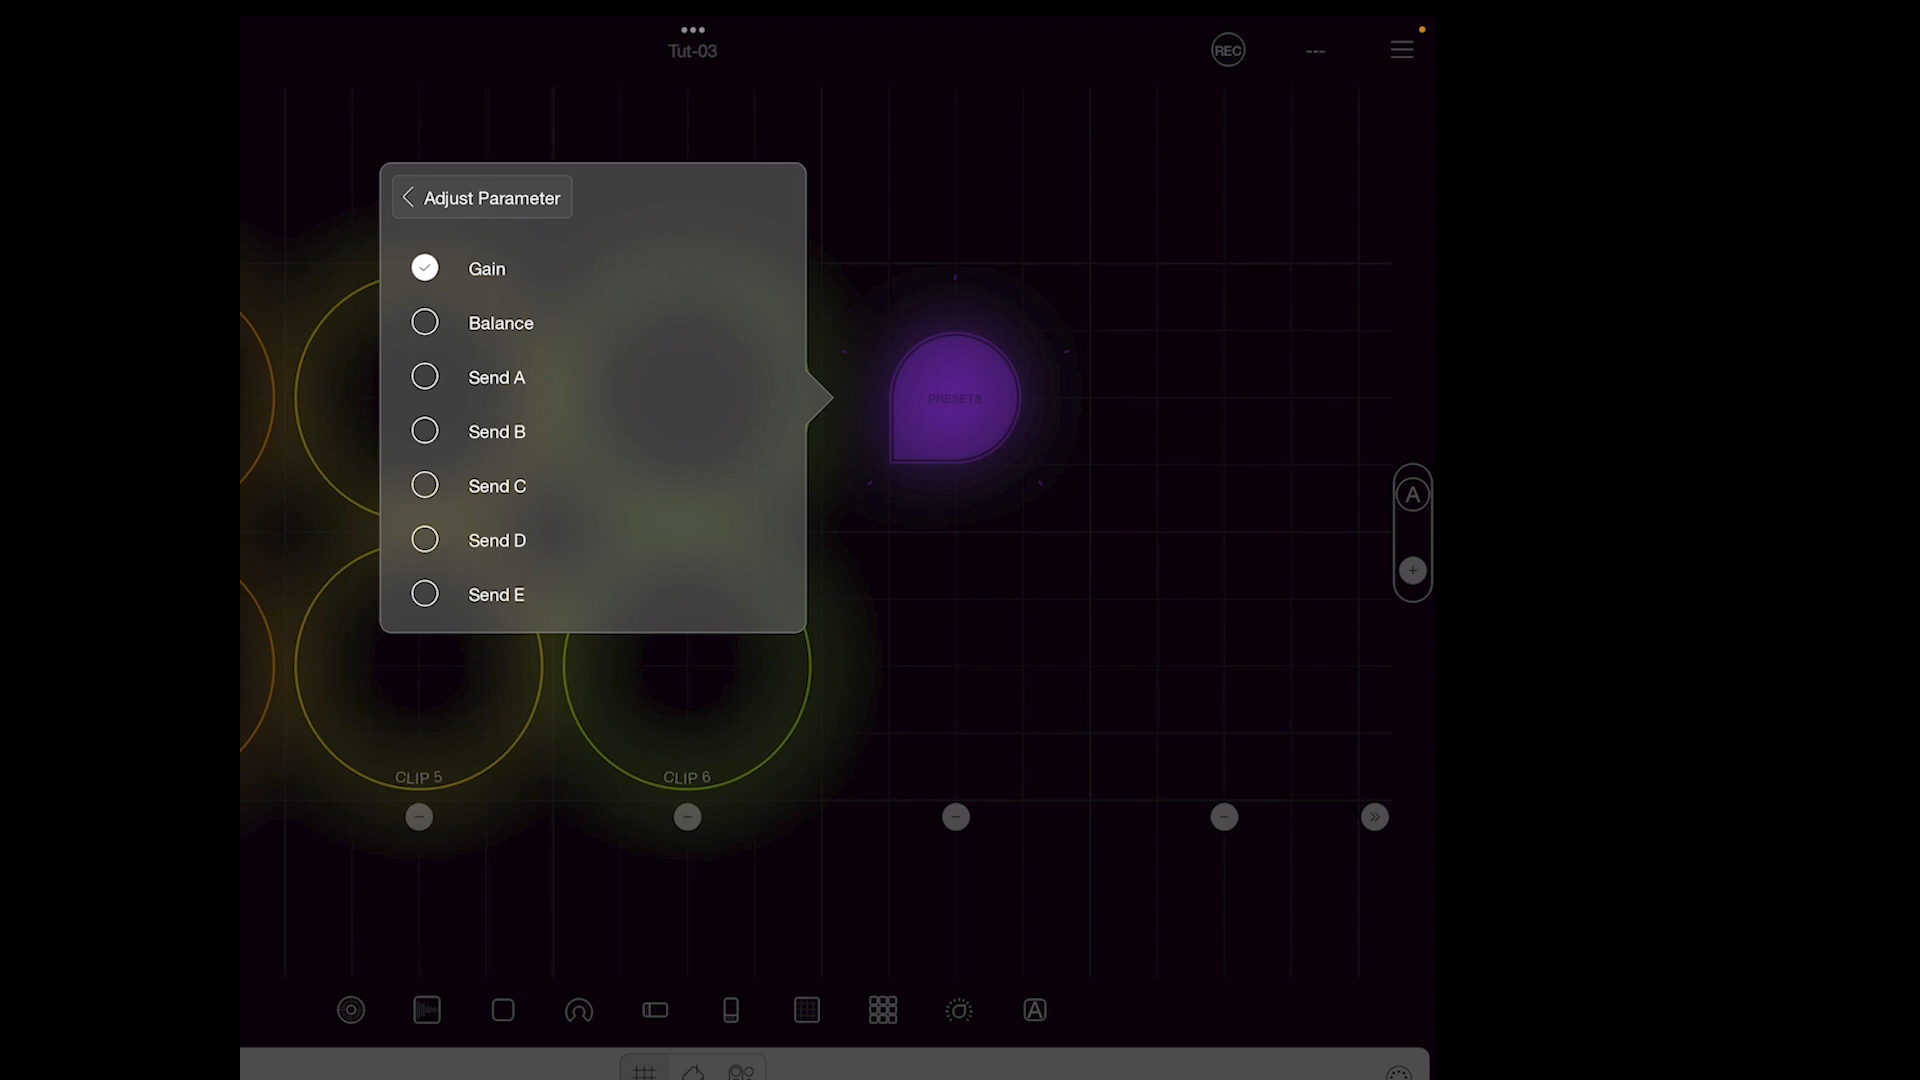 Tut-03
REC
---
Adjust Parameter
Gain
Balance
Send A
Send B
Send C
Send D
Send E
PRESETS
A
CLIP 5
CLIP 6
A